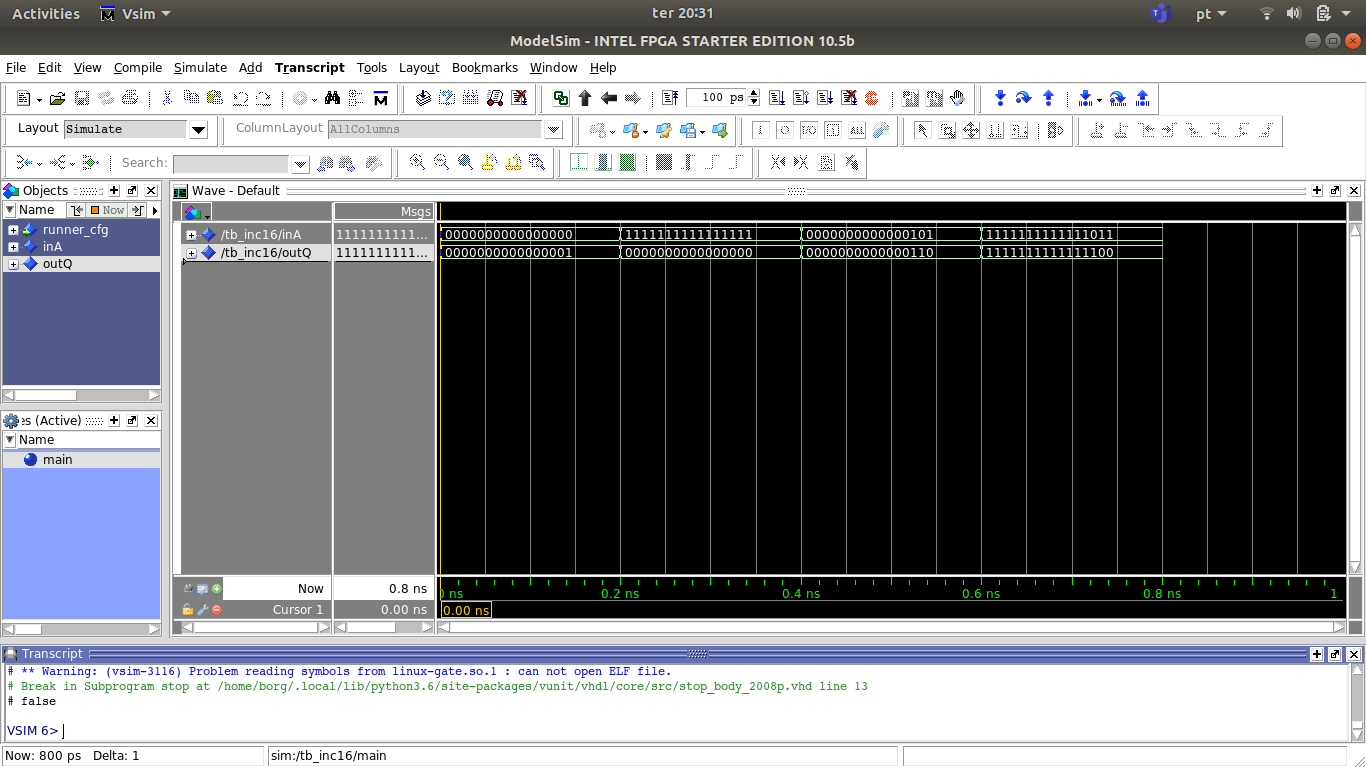 Activities Vsim ter 20:31 pt
ModelSim - INTEL FPGA STARTER EDITION 10.5b
File Edit View Compile Simulate Add Transcript Tools Layout Bookmarks Window Help
100 ps
Layout Simulate ColumnLayout AllColumns ALL
Search:
Objects
Name Now
runner_cfg
inA
outQ
es (Active)
Name
main
Wave - Default
Msgs
/tb_inc16/inA 1111111111... 0000000000000000 1111111111111111 0000000000000101 1111111111111011
/tb_inc16/outQ 1111111111... 0000000000000001 0000000000000000 0000000000000110 1111111111111100
Now 0.8 ns ns 0.2 ns 0.4 ns 0.6 ns 0.8 ns 1
Cursor 1 0.00 ns 0.00 ns
Transcript
# ** Warning: (vsim-3116) Problem reading symbols from linux-gate.so.1 : can not open ELF file.
# Break in Subprogram stop at /home/borg/.local/lib/python3.6/site-packages/vunit/vhdl/core/src/stop_body_2008p.vhd line 13
# false
VSIM 6>
Now: 800 ps Delta: 1 sim:/tb_inc16/main